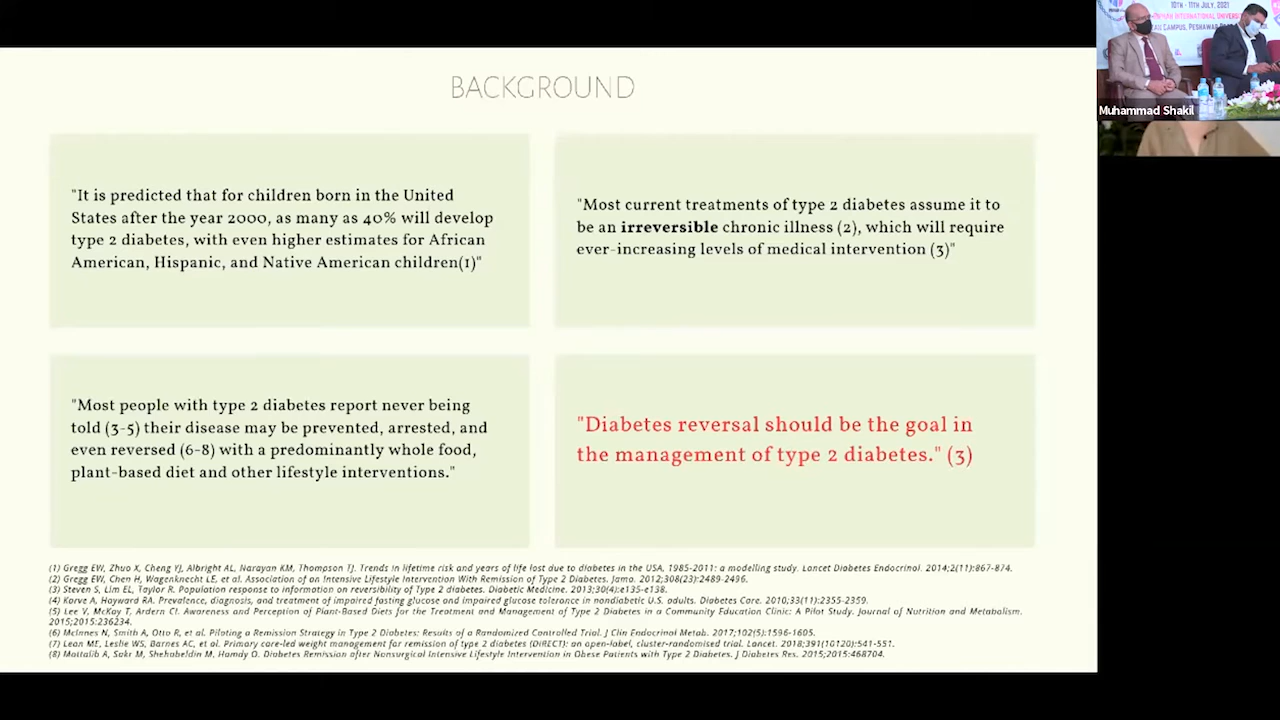 BACKGROUND
"It is predicted that for children born in the United
States after the year 2000, as many as 40% will develop
type 2 diabetes, with even higher estimates for African
American, Hispanic, and Native American children(1)"
"Most current treatments of type 2 diabetes assume it to
be an irreversible chronic illness (2), which will require
ever-increasing levels of medical intervention (3)"
"Most people with type 2 diabetes report never being
told (3-5) their disease may be prevented, arrested, and
even reversed (6-8) with a predominantly whole food,
plant-based diet and other lifestyle interventions."
"Diabetes reversal should be the goal in
the management of type 2 diabetes." (3)
(1) Gregg EW, Zhuo X, Cheng YJ, Albright AL, Narayan KM, Thompson TJ. Trends in lifetime risk and years of life lost due to diabetes in the USA, 1985-2011: a modelling study. Lancet Diabetes Endocrinol. 2014;2(11):867-874.
(2) Gregg EW, Chen H, Wagenknecht LE, et al. Association of an Intensive Lifestyle Intervention With Remission of Type 2 Diabetes. Jama. 2012;308(23):2489-2496.
(3) Steven S, Lim EL, Taylor R. Population response to information on reversibility of Type 2 diabetes. Diabetic Medicine. 2013;30(4):e135-e138.
(4) Karve A, Hayward RA. Prevalence, diagnosis, and treatment of impaired fasting glucose and impaired glucose tolerance in nondiabetic U.S. adults. Diabetes Care. 2010;33(11):2355-2359.
(5) Lee V, McKay T, Ardern CI. Awareness and Perception of Plant-Based Diets for the Treatment and Management of Type 2 Diabetes in a Community Education Clinic: A Pilot Study. Journal of Nutrition and Metabolism.
2015;2015:236234.
(6) McInnes N, Smith A, Otto R, et al. Piloting a Remission Strategy in Type 2 Diabetes: Results of a Randomized Controlled Trial. J Clin Endocrinol Metab. 2017;102(5):1596-1605.
(7) Lean ME, Leslie WS, Barnes AC, et al. Primary care-led weight management for remission of type 2 diabetes (DiRECT): an open-label, cluster-randomised trial. Lancet. 2018;391(10120):541-551.
(8) Mottalib A, Sakr M, Shehabeldin M, Hamdy O. Diabetes Remission after Nonsurgical Intensive Lifestyle Intervention in Obese Patients with Type 2 Diabetes. J Diabetes Res. 2015;2015:468704.
10TH - 11TH JULY, 2021
INTERNATIONAL
CAMPUS, PESHAWAR
Muhammad Shakil